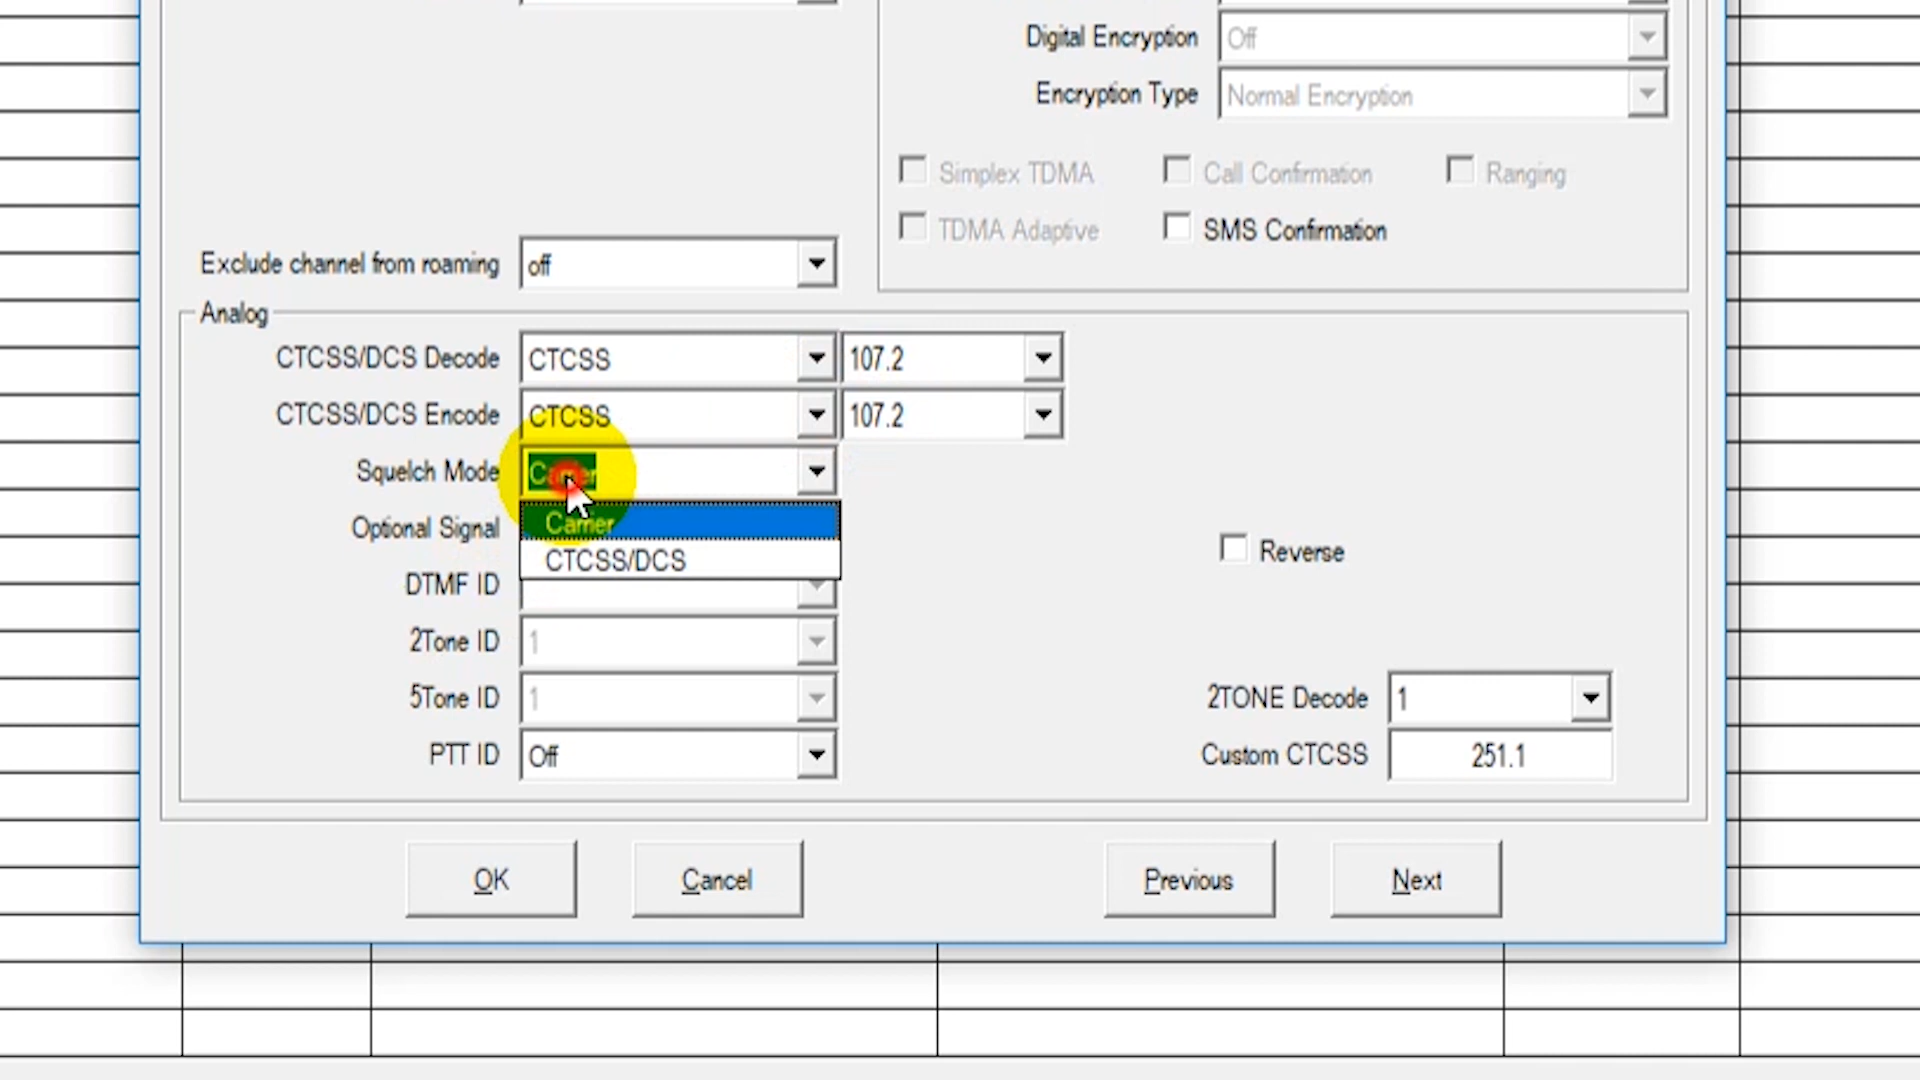 Digital Encryption Off
Encryption Type Normal Encryption
Simplex TDMA Call Confirmation Ranging
TDMA Adaptive SMS Confirmation
Exclude channel from roaming off
Analog
CTCSS/DCS Decode CTCSS 107.2
CTCSS/DCS Encode CTCSS 107.2
Squelch Mode Carrier
Optional Signal Carrier
CTCSS/DCS
Reverse
DTMF ID
2Tone ID 1
5Tone ID 1 2TONE Decode 1
PTT ID Off Custom CTCSS 251.1
OK Cancel Previous Next